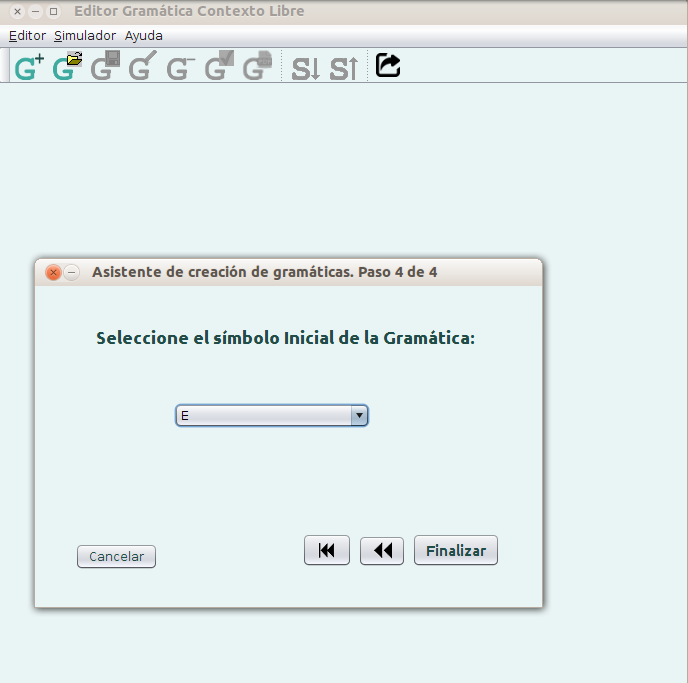 Editor Gramática Contexto Libre
Editor Simulador Ayuda
G+ G G G G− G G S↓ S↑
Asistente de creación de gramáticas. Paso 4 de 4
Seleccione el símbolo Inicial de la Gramática:
E
Cancelar Finalizar